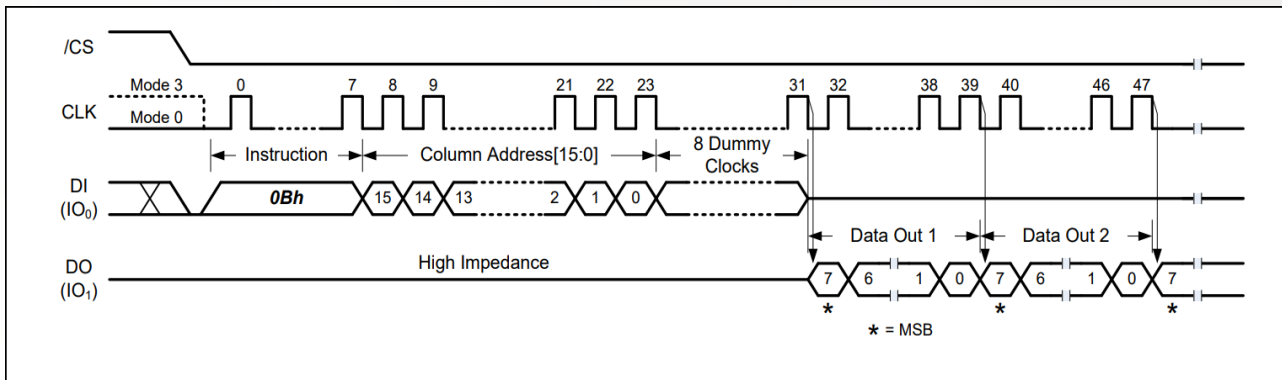 /CS
Mode 3 0 7 8 9 21 22 23 31 32 38 39 40 46 47
CLK
Mode 0
Instruction Column Address[15:0] 8 Dummy
Clocks
DI
(IO0) 0Bh 15 14 13 2 1 0
Data Out 1 Data Out 2
High Impedance
DO
(IO1) 7 6 1 0 7 6 1 0 7
* * *
* = MSB